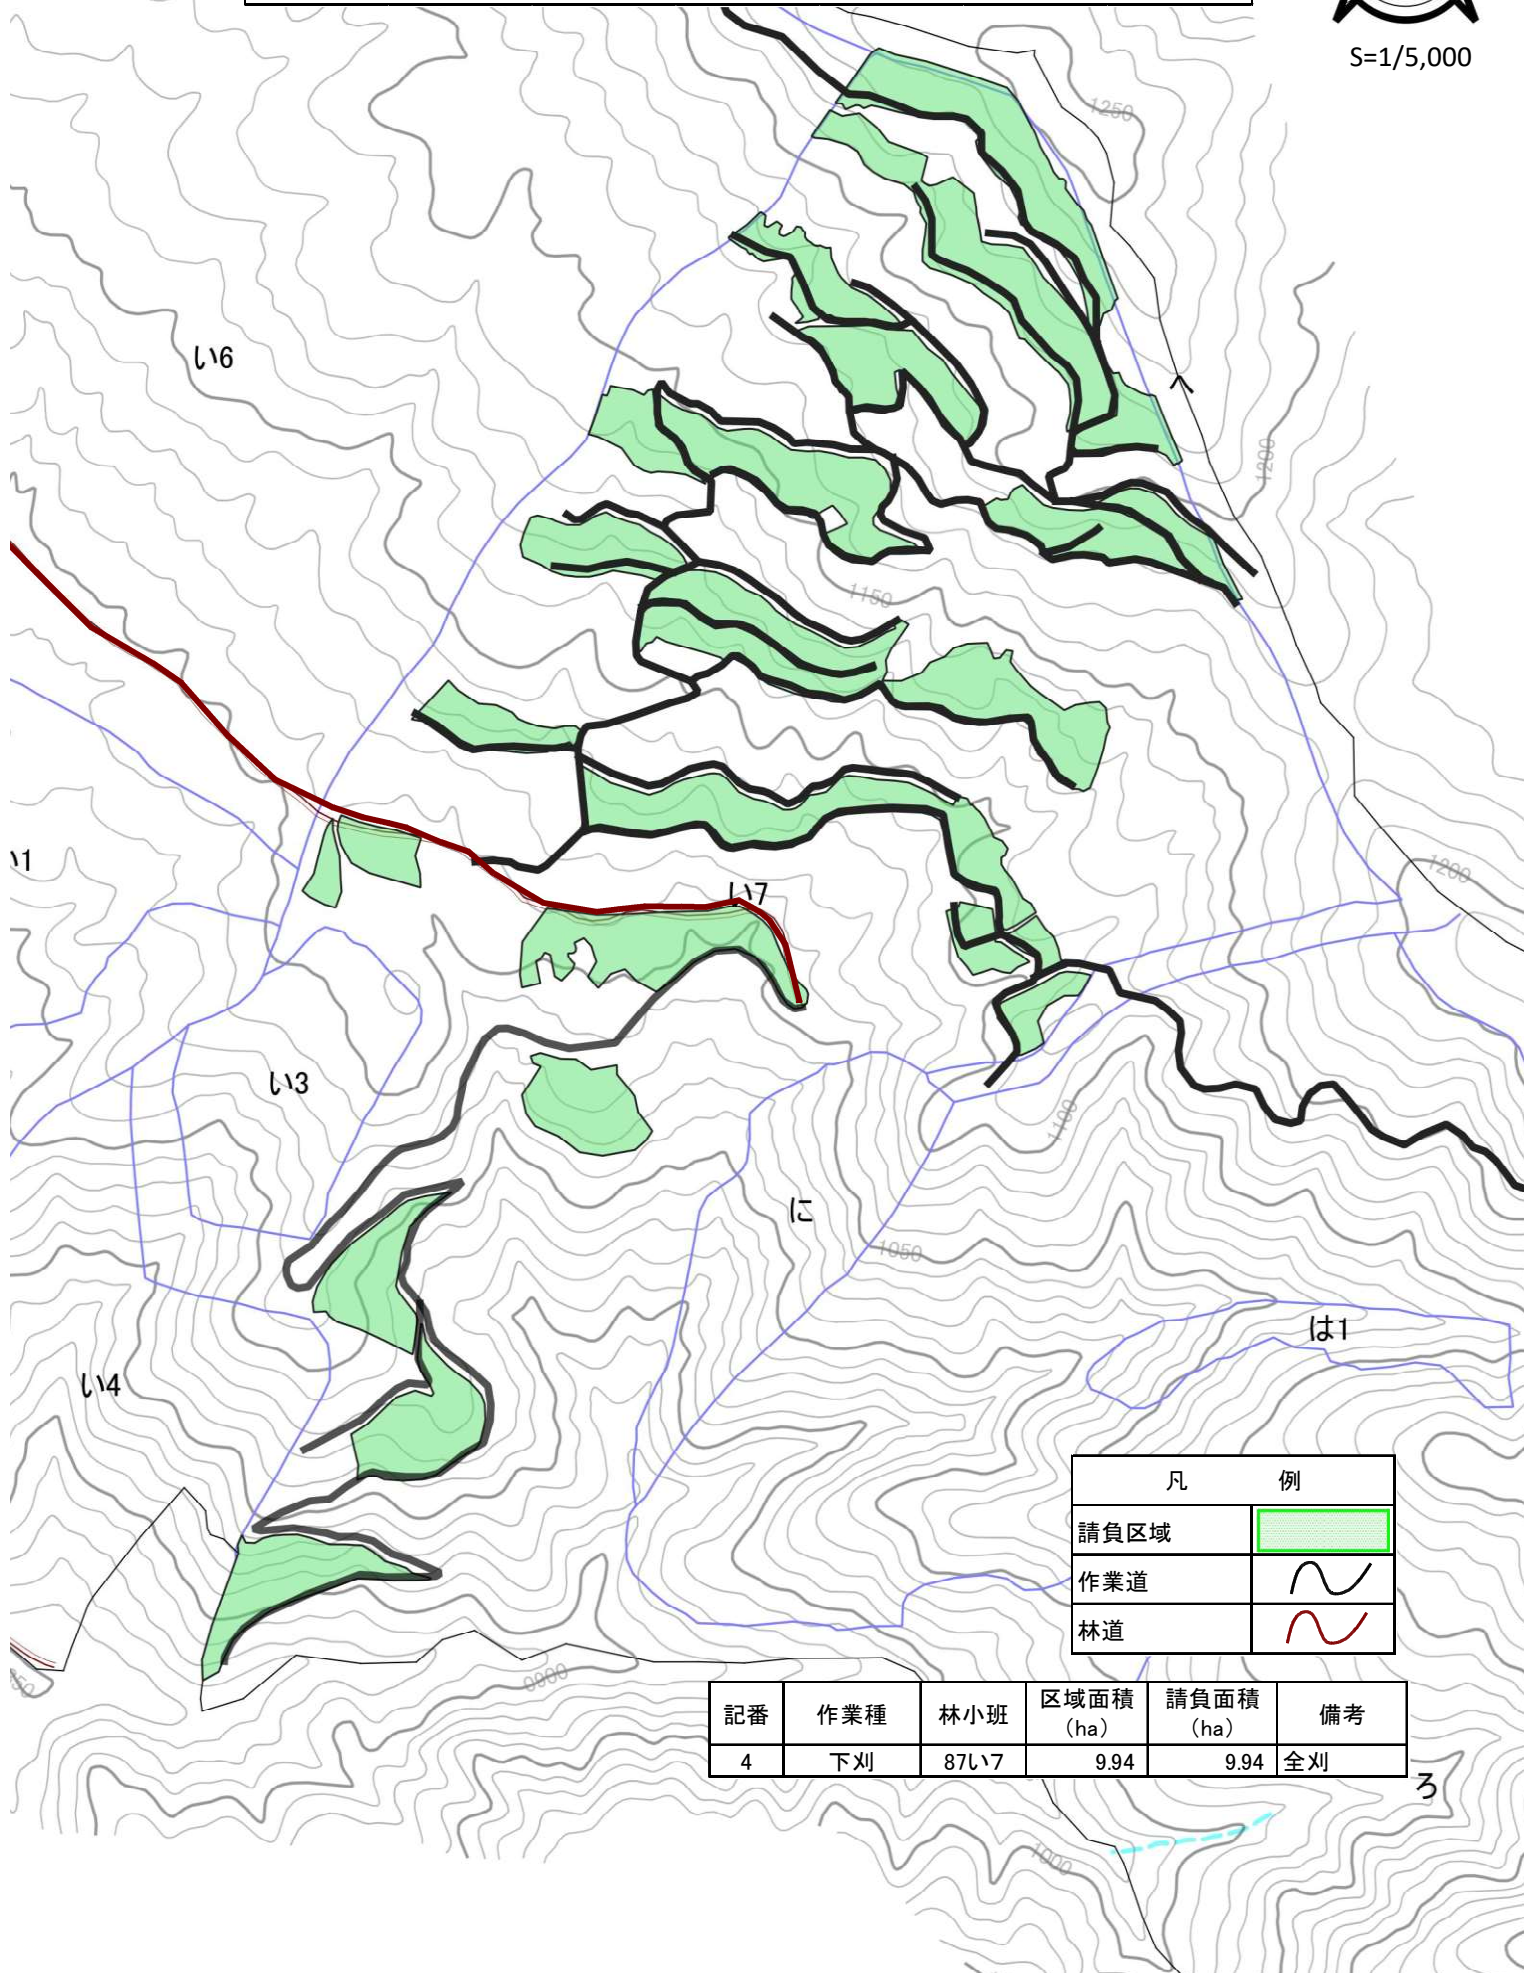 S=1/5,000
1250
い6
1200
1150
1200
い7
い3
1100
に
1050
は1
い4
凡 例
請負区域
作業道
林道
0900
記番 作業種 林小班 区域面積(ha) 請負面積(ha) 備考
4 下刈 87い7 9.94 9.94 全刈
ろ
1000